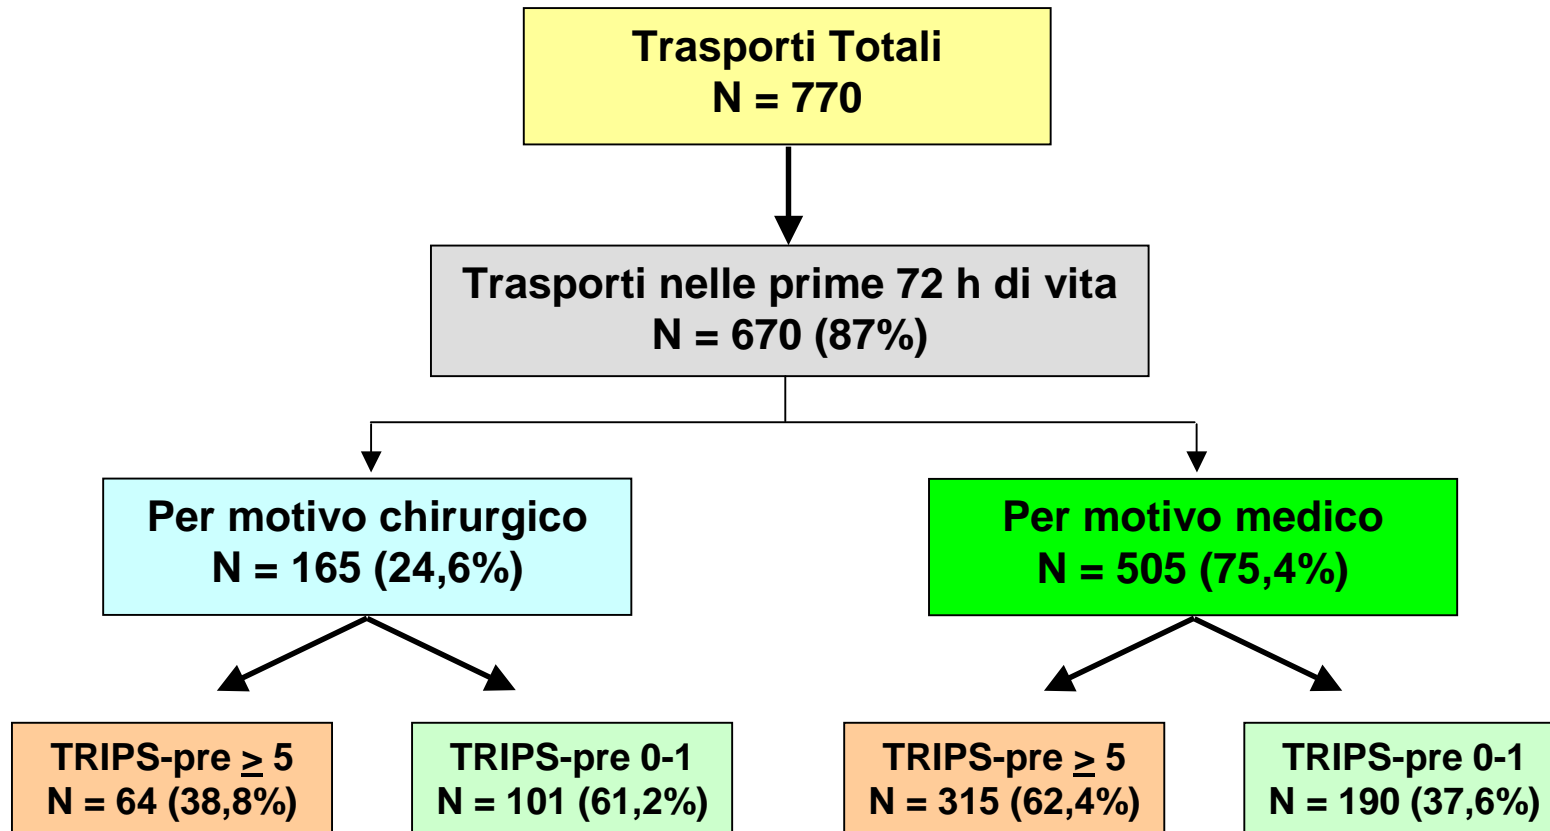 Trasporti Totali
N = 770
Trasporti nelle prime 72 h di vita
N = 670 (87%)
Per motivo chirurgico
N = 165 (24,6%)
Per motivo medico
N = 505 (75,4%)
TRIPS-pre ≥ 5
N = 64 (38,8%)
TRIPS-pre 0-1
N = 101 (61,2%)
TRIPS-pre ≥ 5
N = 315 (62,4%)
TRIPS-pre 0-1
N = 190 (37,6%)